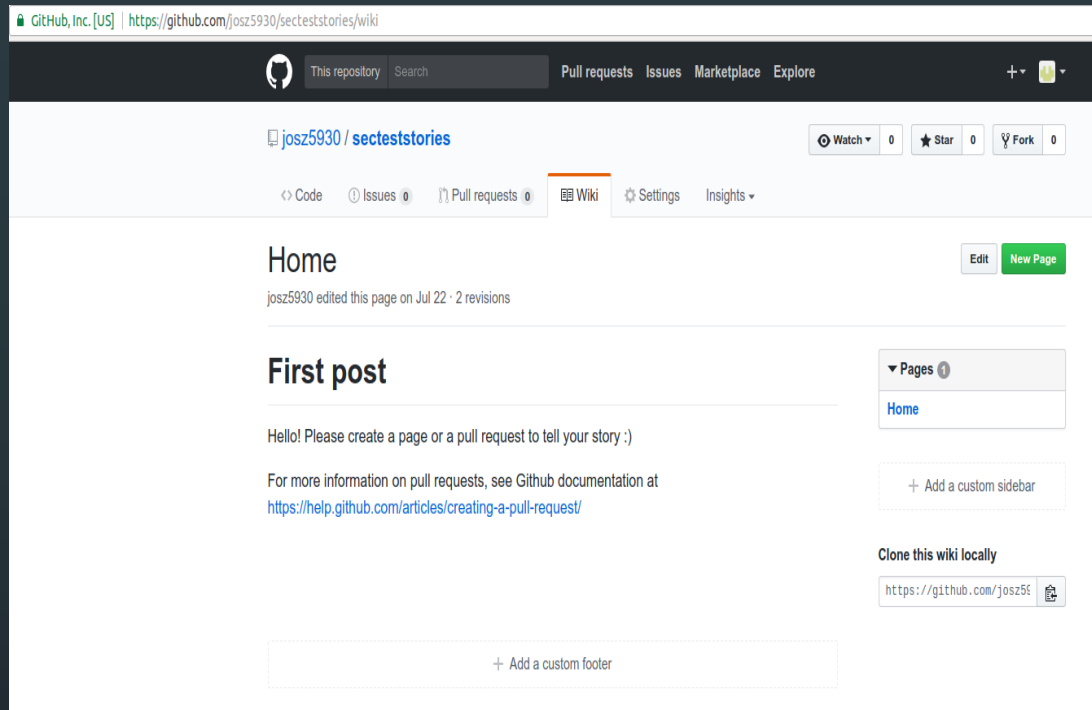 GitHub, Inc. [US] | https://github.com/josz5930/secteststories/wiki
This repository Search Pull requests Issues Marketplace Explore
josz5930 / secteststories
Watch 0 Star 0 Fork 0
Code Issues 0 Pull requests 0 Wiki Settings Insights
Home
Edit New Page
josz5930 edited this page on Jul 22 · 2 revisions
First post
Pages 1
Home
Hello! Please create a page or a pull request to tell your story :)
For more information on pull requests, see Github documentation at
https://help.github.com/articles/creating-a-pull-request/
+ Add a custom sidebar
Clone this wiki locally
https://github.com/josz59
+ Add a custom footer